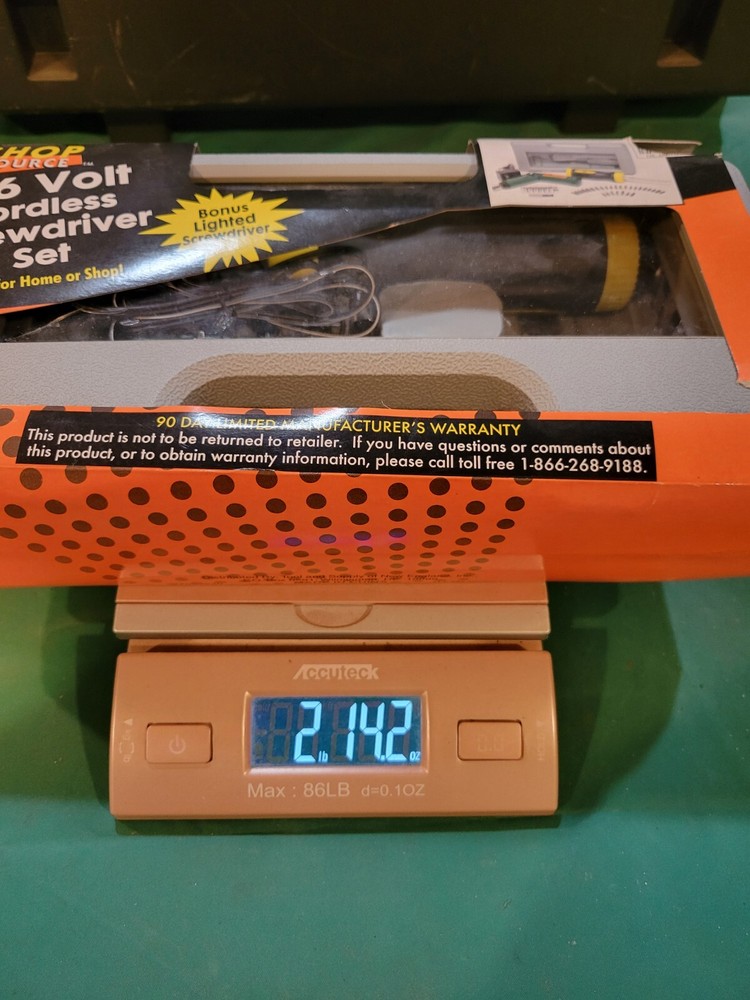 SHOP
OURCE™
6 Volt
ordless
ewdriver
Set
for Home or Shop!
Bonus
Lighted
Screwdriver
90 DAY LIMITED MANUFACTURER'S WARRANTY
This product is not to be returned to retailer. If you have questions or comments about
this product, or to obtain warranty information, please call toll free 1-866-268-9188.
Accuteck
2 lb 14.2 oz
Max : 86LB d=0.1OZ